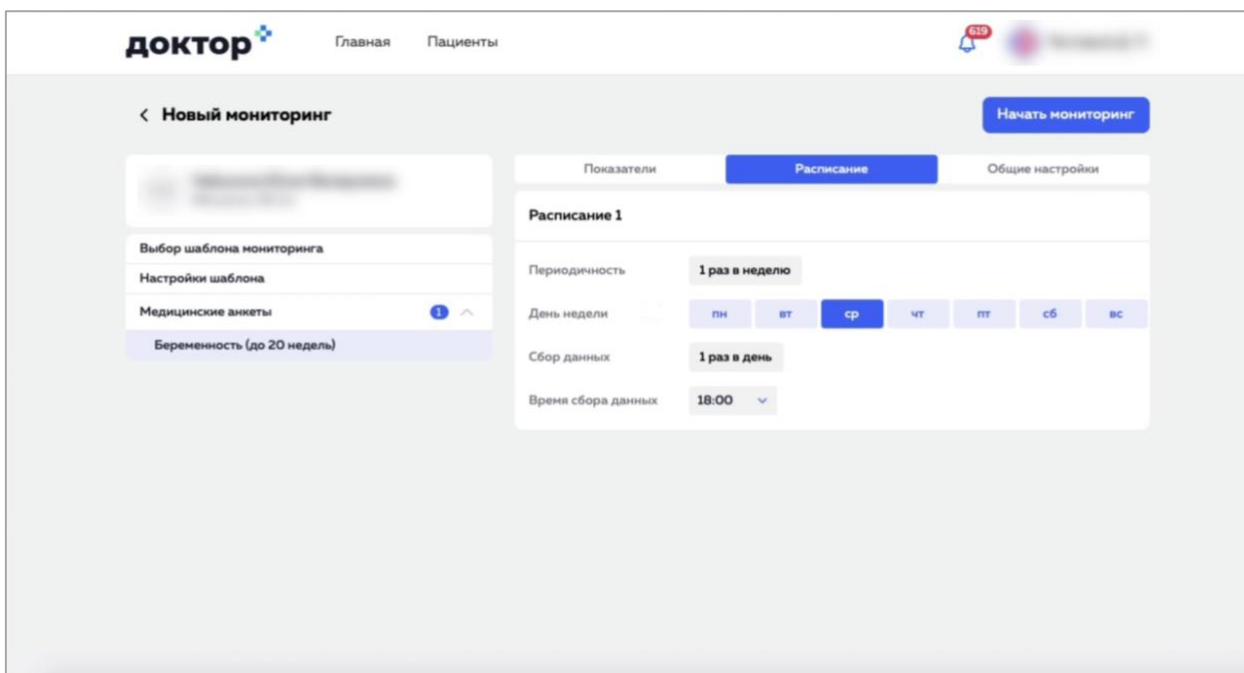 доктор Главная Пациенты 619
Новый мониторинг Начать мониторинг
Показатели Расписание Общие настройки
Расписание 1
Выбор шаблона мониторинга
Настройки шаблона
Медицинские анкеты 1
Беременность (до 20 недель)
Периодичность 1 раз в неделю
День недели пн вт ср чт пт сб вс
Сбор данных 1 раз в день
Время сбора данных 18:00